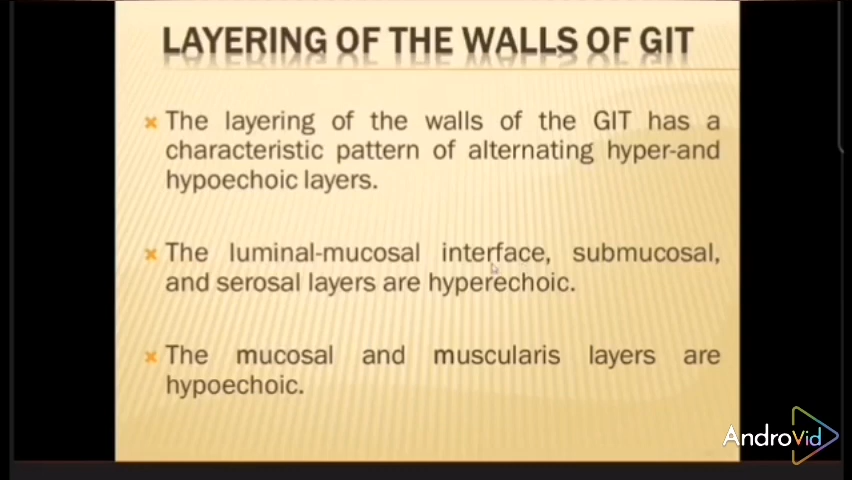 LAYERING OF THE WALLS OF GIT
The layering of the walls of the GIT has a
characteristic pattern of alternating hyper-and
hypoechoic layers.
The luminal-mucosal interface, submucosal,
and serosal layers are hyperechoic.
The mucosal and muscularis layers are
hypoechoic.
AndroVid